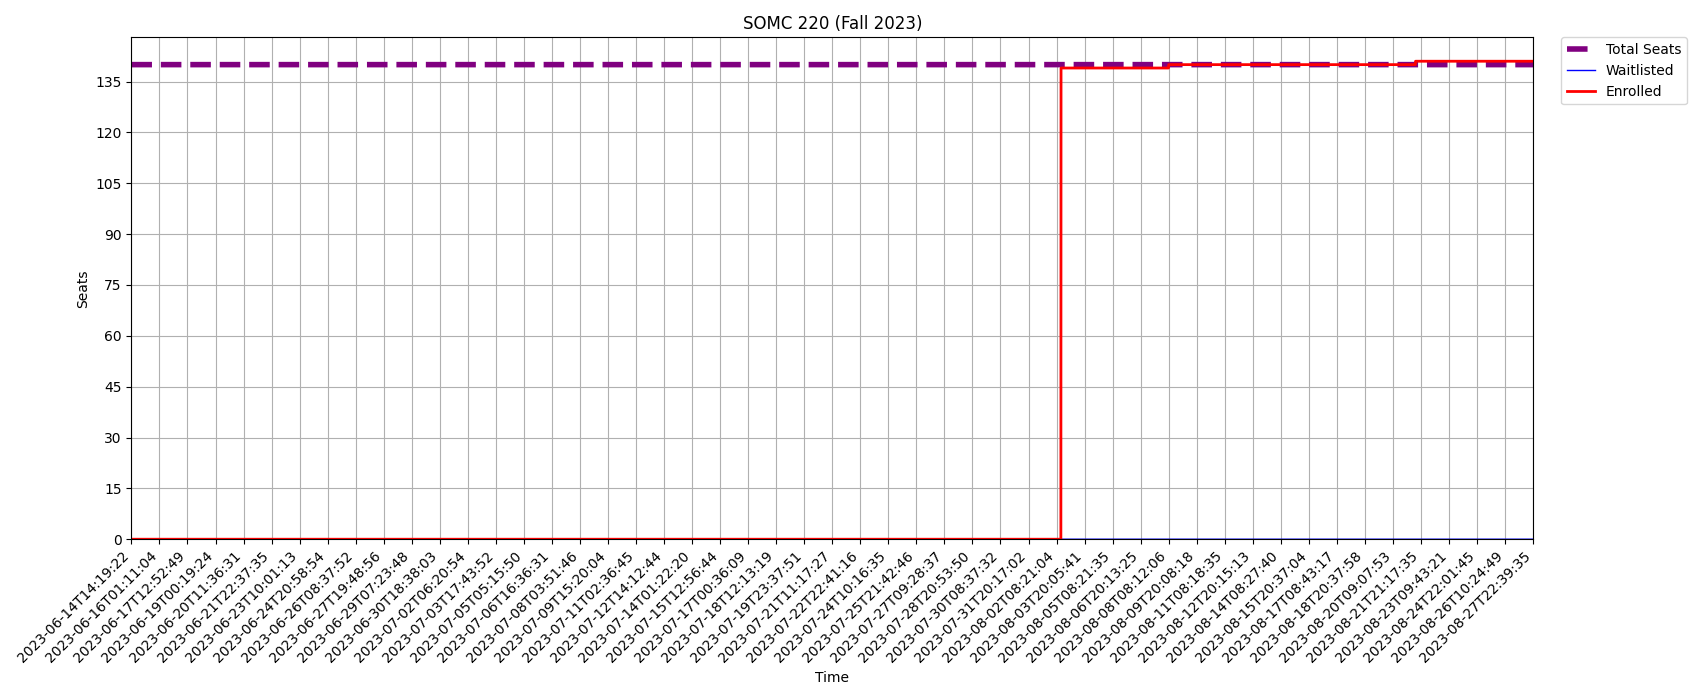 SOMC 220 (Fall 2023)
Total Seats
Waitlisted
Enrolled
135
120
105
90
75
60
45
30
15
0
Seats
2023-06-14T14:19:22
2023-06-16T01:11:04
2023-06-17T12:52:49
2023-06-19T00:19:24
2023-06-20T11:36:31
2023-06-21T22:37:35
2023-06-23T10:01:13
2023-06-24T20:58:54
2023-06-26T08:37:52
2023-06-27T19:48:56
2023-06-29T07:23:48
2023-06-30T18:38:03
2023-07-02T06:20:54
2023-07-03T17:43:52
2023-07-05T05:15:50
2023-07-06T16:36:31
2023-07-08T03:51:46
2023-07-09T15:20:04
2023-07-11T02:36:45
2023-07-12T14:12:44
2023-07-14T01:22:20
2023-07-15T12:56:44
2023-07-17T00:36:09
2023-07-18T12:13:19
2023-07-19T23:37:51
2023-07-21T11:17:27
2023-07-22T22:41:16
2023-07-24T10:16:35
2023-07-25T21:42:46
2023-07-27T09:28:37
2023-07-28T20:53:50
2023-07-30T08:37:32
2023-07-31T20:17:02
2023-08-02T08:21:04
2023-08-03T20:05:41
2023-08-05T08:21:35
2023-08-06T20:13:25
2023-08-08T08:12:06
2023-08-09T20:08:18
2023-08-11T08:18:35
2023-08-12T20:15:13
2023-08-14T08:27:40
2023-08-15T20:37:04
2023-08-17T08:43:17
2023-08-18T20:37:58
2023-08-20T09:07:53
2023-08-21T21:17:35
2023-08-23T09:43:21
2023-08-24T22:01:45
2023-08-26T10:24:49
2023-08-27T22:39:35
Time